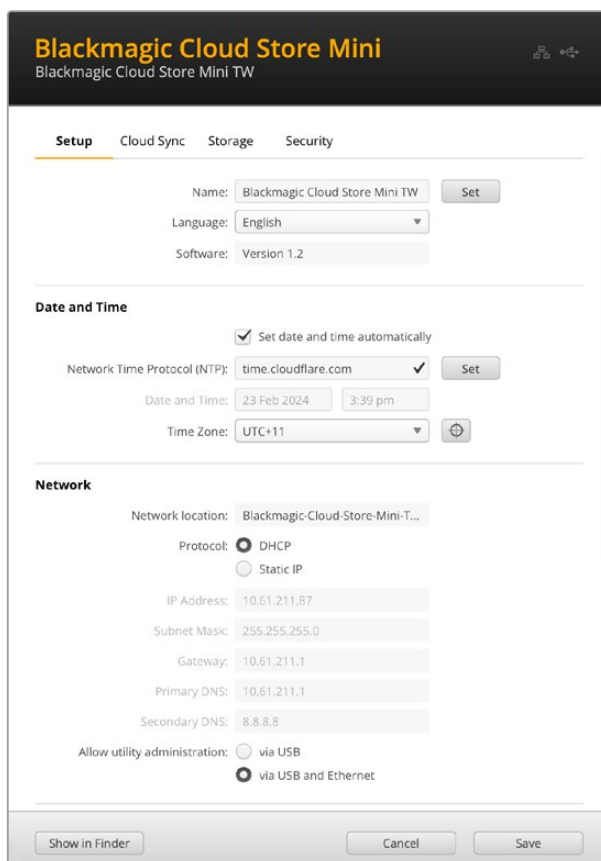 Blackmagic Cloud Store Mini
Blackmagic Cloud Store Mini TW
Setup Cloud Sync Storage Security
Name: Blackmagic Cloud Store Mini TW Set
Language: English
Software: Version 1.2
Date and Time
Set date and time automatically
Network Time Protocol (NTP): time.cloudflare.com Set
Date and Time: 23 Feb 2024 3:39 pm
Time Zone: UTC+11
Network
Network location: Blackmagic-Cloud-Store-Mini-T...
Protocol: DHCP
Static IP
IP Address: 10.61.211.87
Subnet Mask: 255.255.255.0
Gateway: 10.61.211.1
Primary DNS: 10.61.211.1
Secondary DNS: 8.8.8.8
Allow utility administration: via USB
via USB and Ethernet
Show in Finder Cancel Save